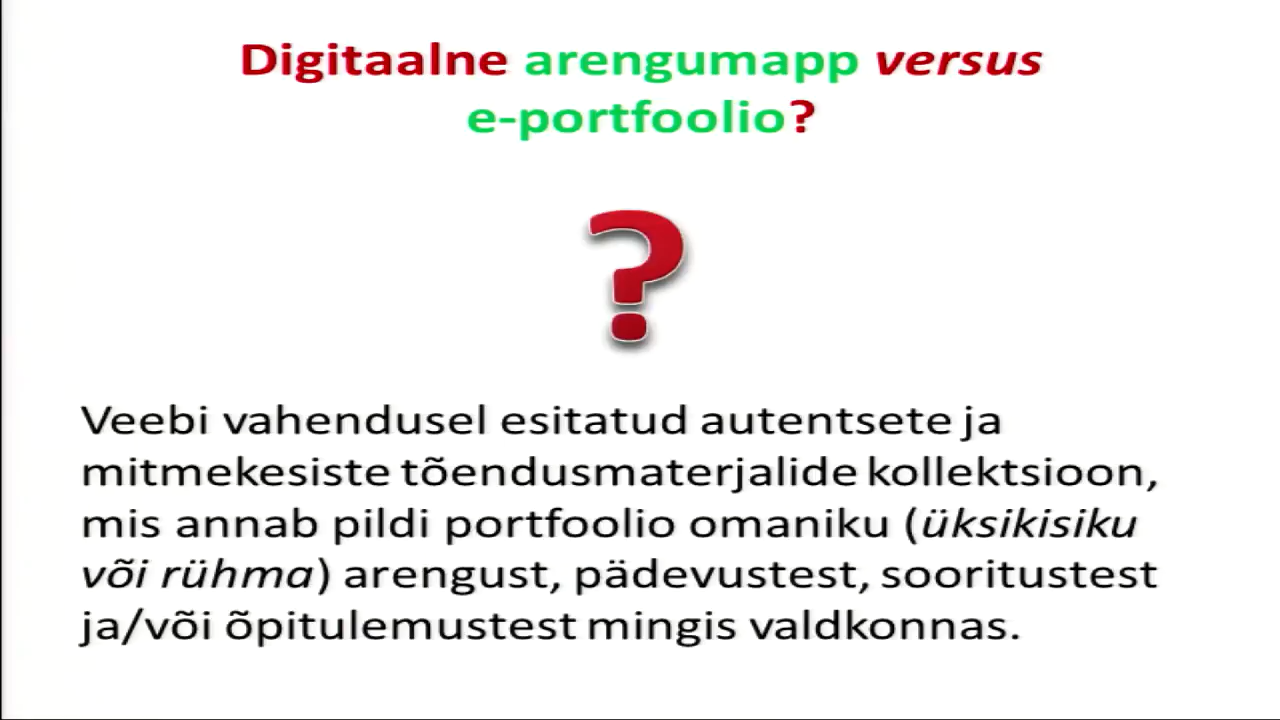 Digitaalne arengumapp versus
e-portfoolio?
?
Veebi vahendusel esitatud autentsete ja
mitmekesiste tõendusmaterjalide kollektsioon,
mis annab pildi portfoolio omaniku (üksikisiku
või rühma) arengust, pädevustest, sooritustest
ja/või õpitulemustest mingis valdkonnas.